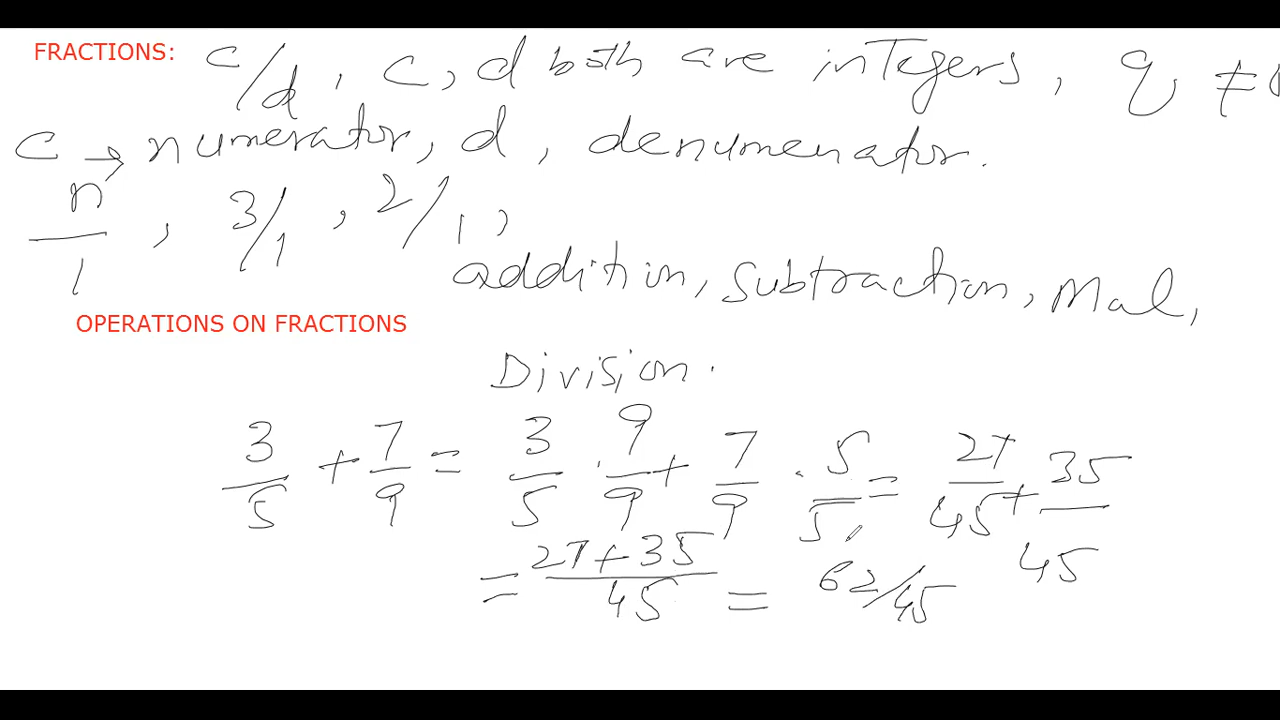 FRACTIONS: c/d, c, d both are integers, q, ≠
c → numerator, d, denumenator.
n/1, 3/1, 2/1,
addition, subtraction, Mal,
OPERATIONS ON FRACTIONS
Division.
3/5 + 7/9 = 3/5 . 9/9 + 7/9 . 5/5 = 27/45 + 35/45
= 27+35/45 = 62/45